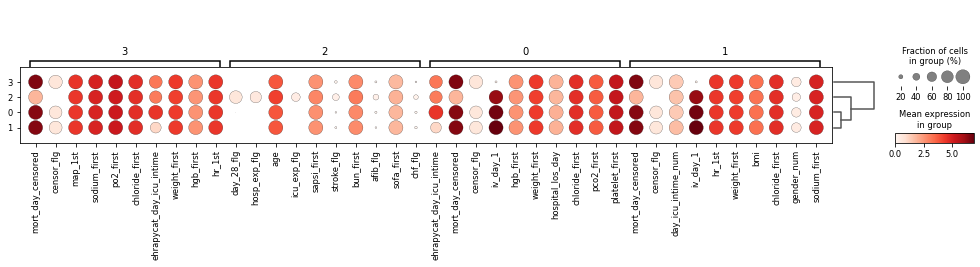 3 2 0 1
3
2
0
1
mort_day_censored
censor_flg
map_1st
sodium_first
po2_first
chloride_first
ehrapycat_day_icu_intime
weight_first
hgb_first
hr_1st
day_28_flg
hosp_exp_flg
age
icu_exp_flg
sapsi_first
stroke_flg
bun_first
afib_flg
sofa_first
chf_flg
ehrapycat_day_icu_intime
mort_day_censored
censor_flg
iv_day_1
hgb_first
weight_first
hospital_los_day
chloride_first
pco2_first
platelet_first
mort_day_censored
censor_flg
day_icu_intime_num
iv_day_1
hr_1st
weight_first
bmi
chloride_first
gender_num
sodium_first
Fraction of cells
in group (%)
20 40 60 80 100
Mean expression
in group
0.0 2.5 5.0